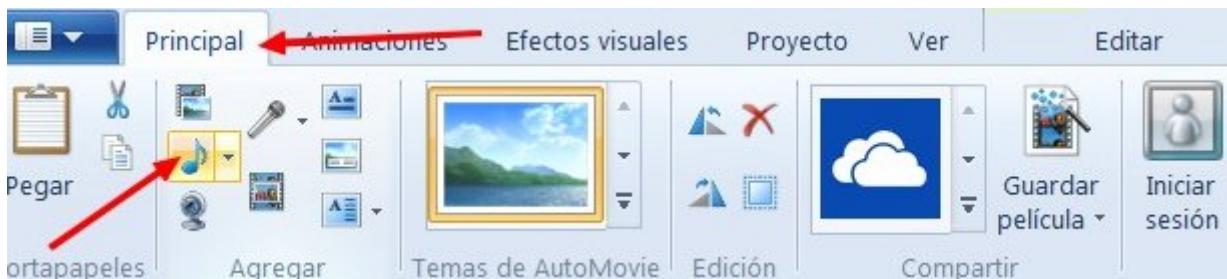 Principal Animaciones Efectos visuales Proyecto Ver Editar
Pegar
Guardar película
Iniciar sesión
ortapapeles Agregar Temas de AutoMovie Edición Compartir